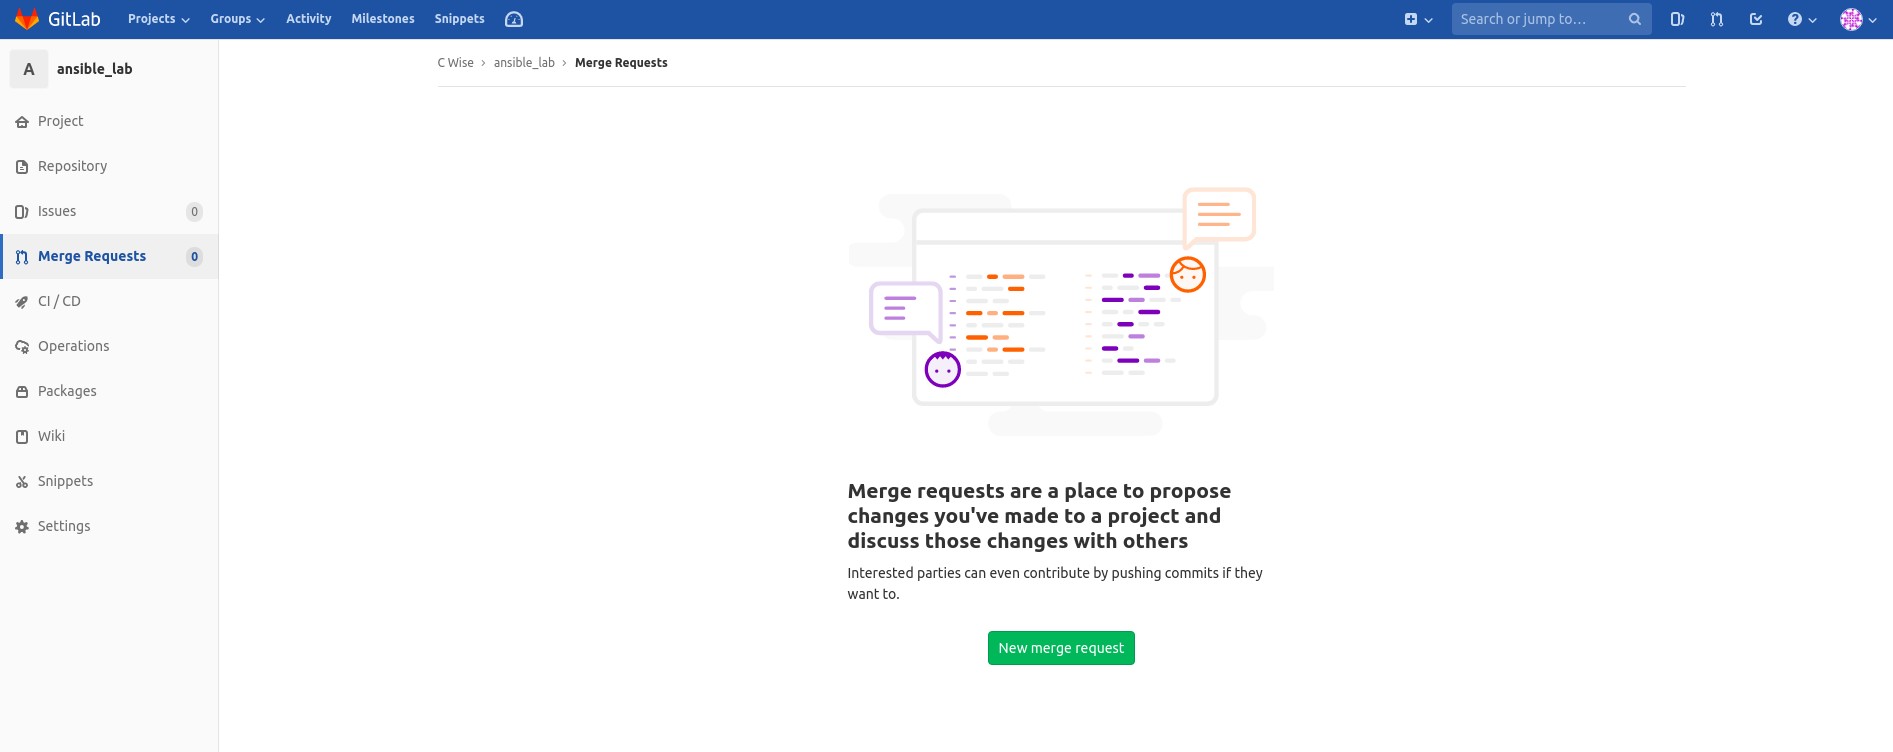 GitLab Projects Groups Activity Milestones Snippets Search or jump to...
A ansible_lab
C Wise › ansible_lab › Merge Requests
Project
Repository
Issues 0
Merge Requests 0
CI / CD
Operations
Packages
Wiki
Snippets
Settings
Merge requests are a place to propose
changes you've made to a project and
discuss those changes with others
Interested parties can even contribute by pushing commits if they
want to.
New merge request